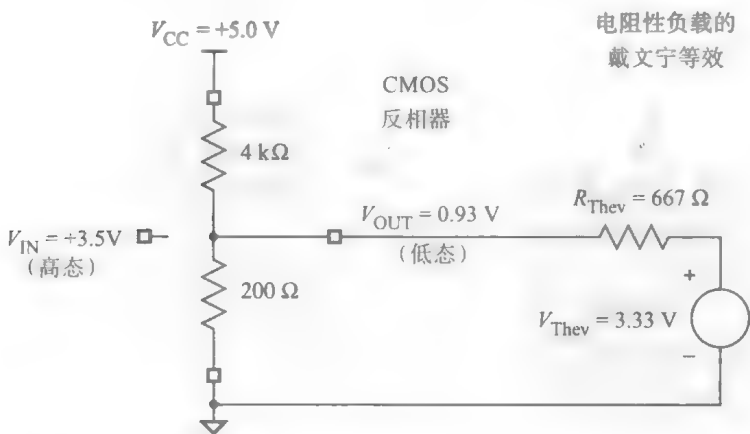 V_CC = +5.0 V
电阻性负载的
戴文宁等效
CMOS
反相器
4 kΩ
R_Thev = 667 Ω
V_IN = +3.5V
(高态)
V_OUT = 0.93 V
(低态)
200 Ω
+
V_Thev = 3.33 V
−